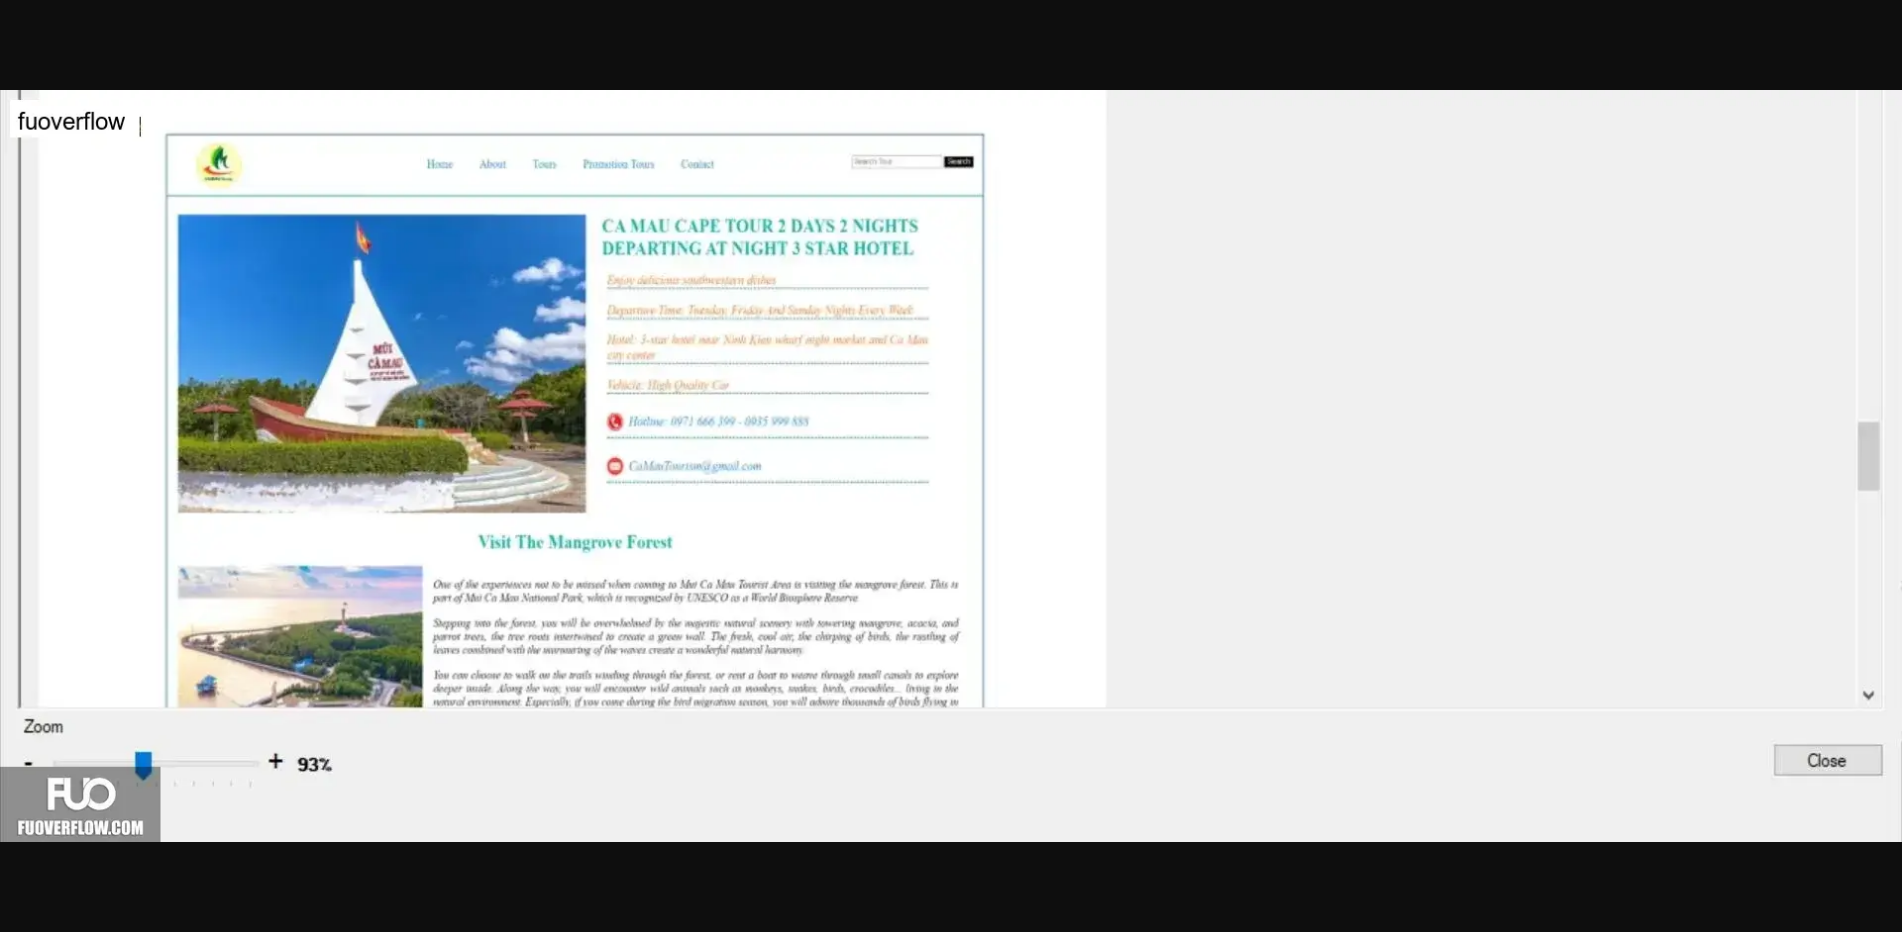 fuoverflow
Home About Tours Promotion Tours Contact
Search Tour Search
CA MAU CAPE TOUR 2 DAYS 2 NIGHTS
DEPARTING AT NIGHT 3 STAR HOTEL
Enjoy delicious southwestern dishes
Departure Time: Tuesday, Friday And Sunday Nights Every Week
Hotel: 3-star hotel near Ninh Kieu wharf night market and Ca Mau
city center
Vehicle: High Quality Car
Hotline: 0971 666 399 - 0935 999 888
CaMauTourism@gmail.com
MŨI
CÀ MAU
Visit The Mangrove Forest
One of the experiences not to be missed when coming to Mui Ca Mau Tourist Area is visiting the mangrove forest. This is
part of Mui Ca Mau National Park, which is recognized by UNESCO as a World Biosphere Reserve
Stepping into the forest, you will be overwhelmed by the majestic natural scenery with towering mangrove, acacia, and
parrot trees, the tree roots intertwined to create a green wall. The fresh, cool air, the chirping of birds, the rustling of
leaves combined with the murmuring of the waves create a wonderful natural harmony.
You can choose to walk on the trails winding through the forest, or rent a boat to weave through small canals to explore
deeper inside. Along the way, you will encounter wild animals such as monkeys, snakes, birds, crocodiles... living in the
natural environment. Especially, if you come during the bird migration season, you will admire thousands of birds flying in
Zoom
- + 93%
Close
FUO
FUOVERFLOW.COM